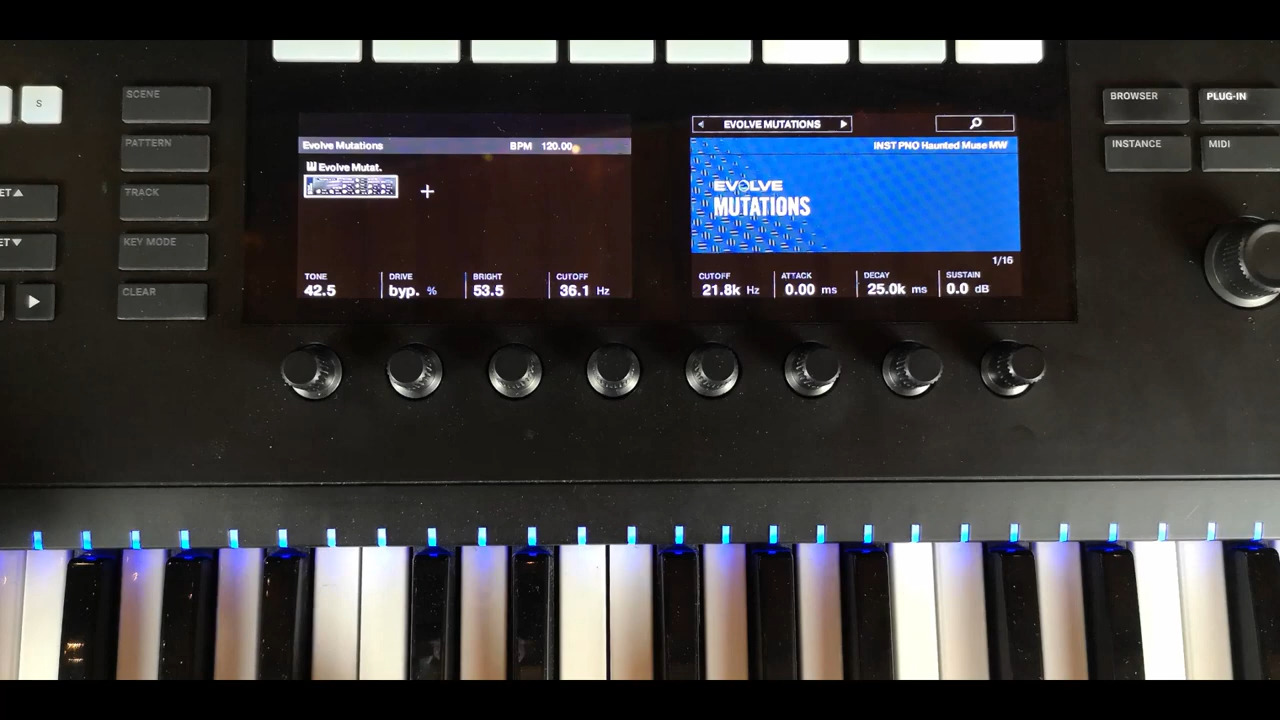 S
SCENE
PATTERN
ET▲
TRACK
ET▼
KEY MODE
CLEAR
Evolve Mutations BPM 120.00
Evolve Mutat.
+
TONE DRIVE BRIGHT CUTOFF
42.5 byp. % 53.5 36.1 Hz
EVOLVE MUTATIONS
INST PNO Haunted Muse MW
EVOLVE
MUTATIONS
1/16
CUTOFF ATTACK DECAY SUSTAIN
21.8k Hz 0.00 ms 25.0k ms 0.0 dB
BROWSER PLUG-IN
INSTANCE MIDI